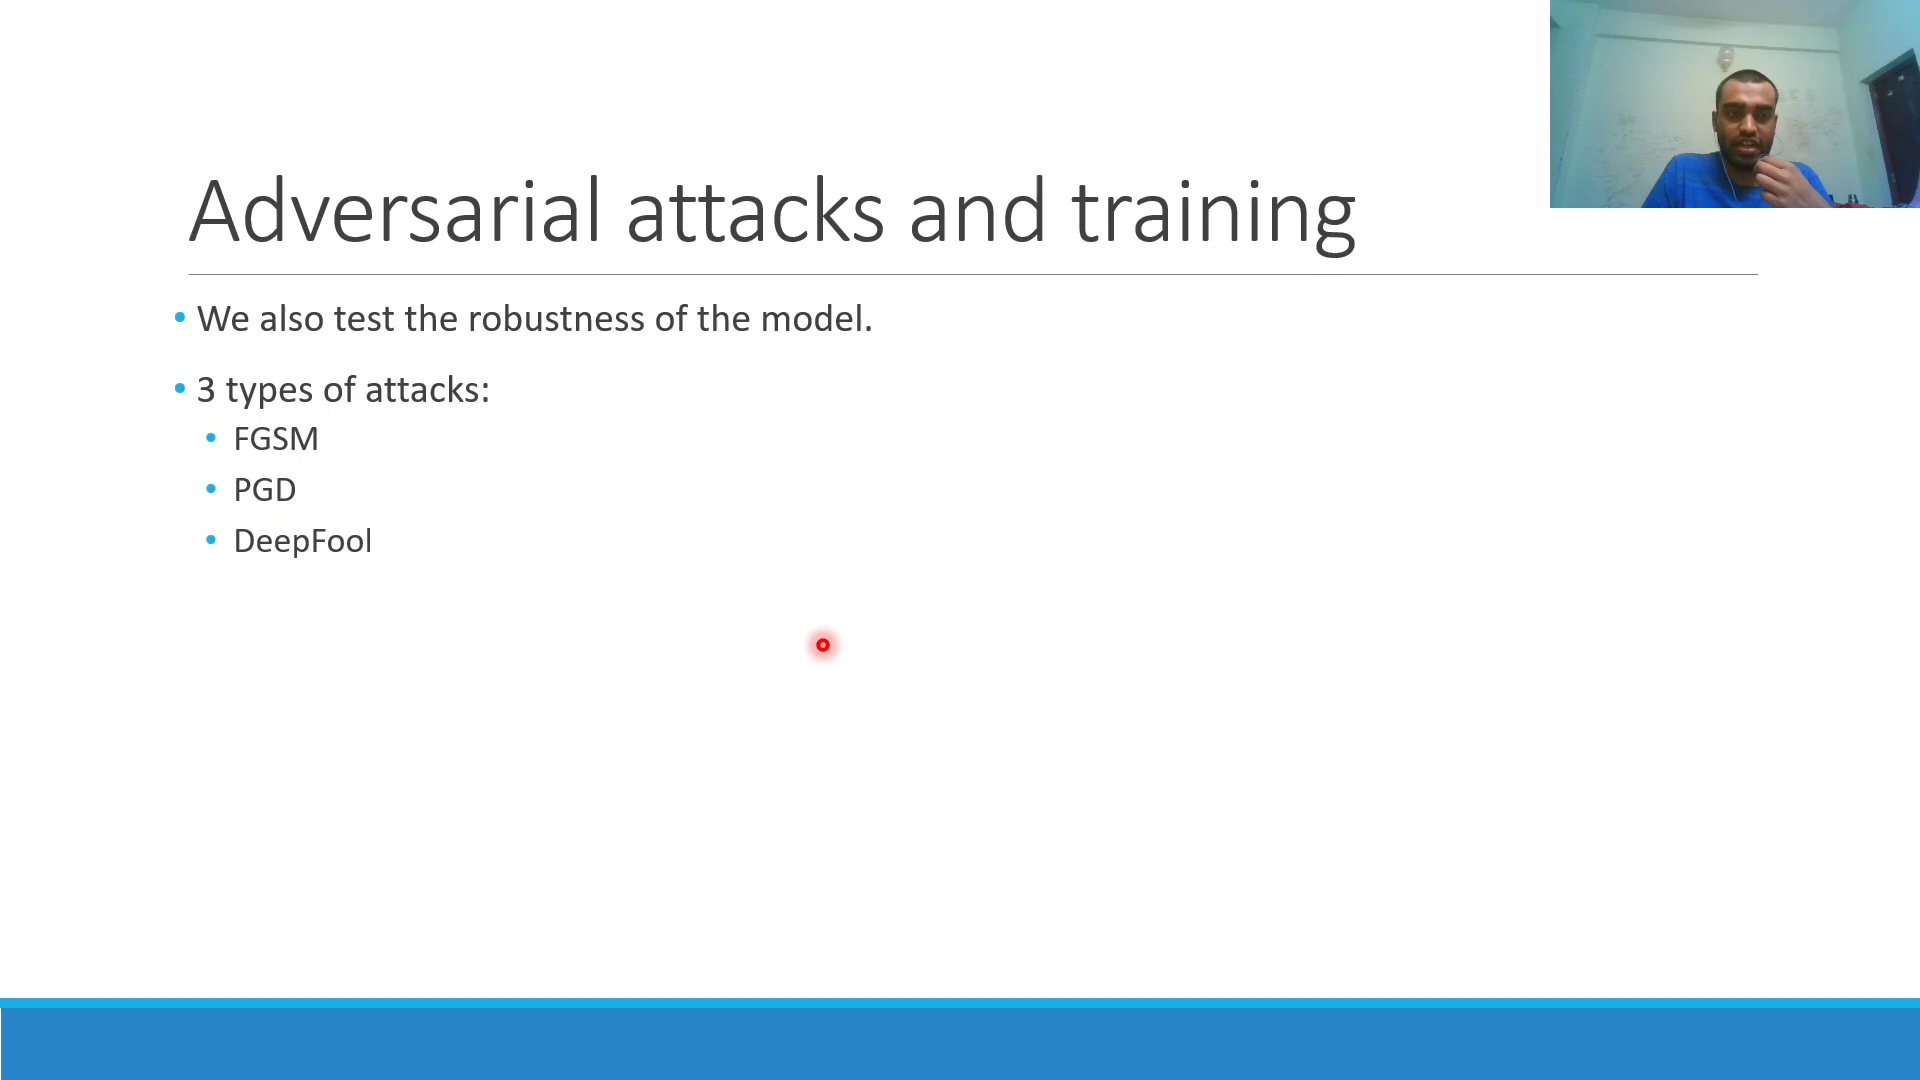 Adversarial attacks and training
• We also test the robustness of the model.
• 3 types of attacks:
• FGSM
• PGD
• DeepFool